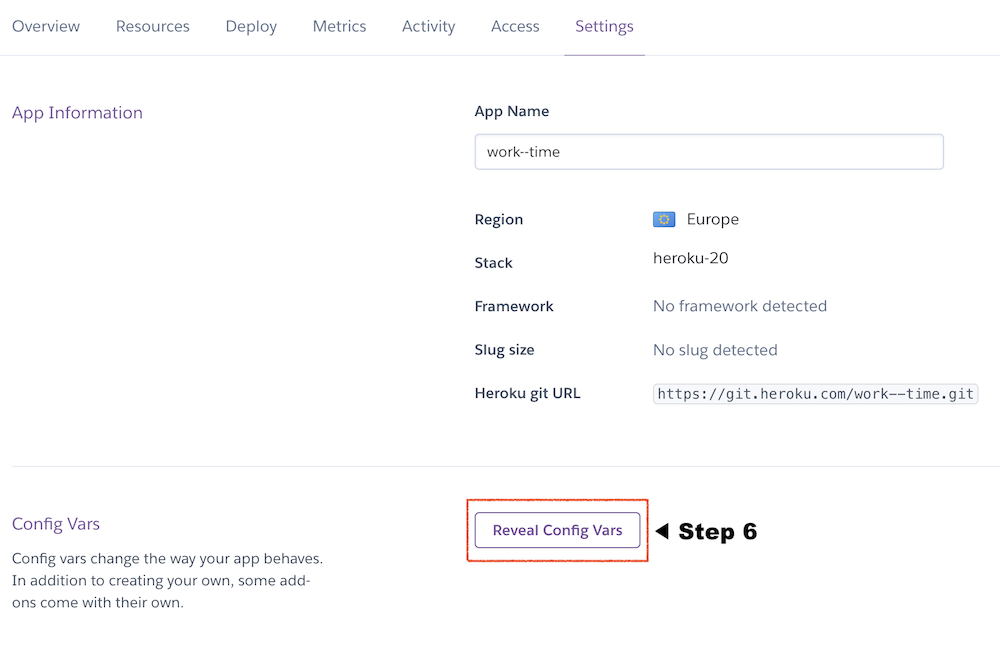 Overview Resources Deploy Metrics Activity Access Settings
App Information
App Name
work--time
Region Europe
Stack heroku-20
Framework No framework detected
Slug size No slug detected
Heroku git URL https://git.heroku.com/work--time.git
Config Vars
Config vars change the way your app behaves.
In addition to creating your own, some add-
ons come with their own.
Reveal Config Vars
Step 6